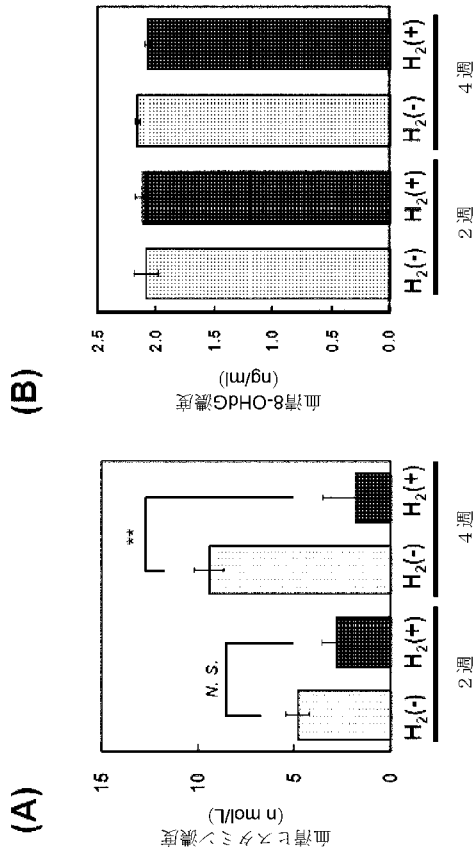 (A)
血清ヒスタミン濃度
(n mol/L)
15
10
5
0
N. S.
**
H₂(-)
H₂(+)
H₂(-)
H₂(+)
2週
4週
(B)
血清8-OHdG濃度
(ng/ml)
2.5
2.0
1.5
1.0
0.5
0.0
H₂(-)
H₂(+)
H₂(-)
H₂(+)
2週
4週